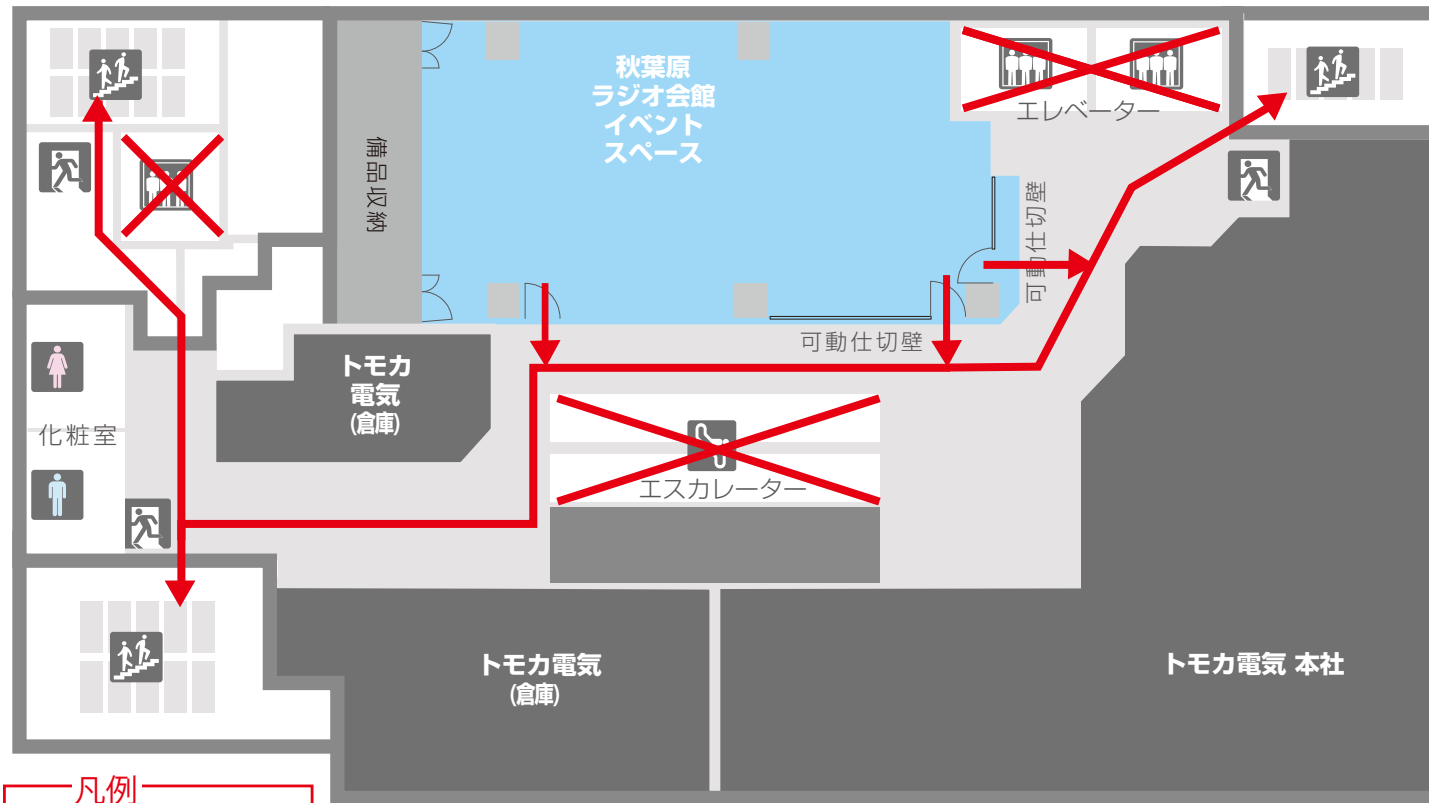 秋葉原
ラジオ会館
イベント
スペース
エレベーター
備品収納
可動仕切壁
可動仕切壁
トモカ
電気
(倉庫)
化粧室
エスカレーター
トモカ電気
(倉庫)
トモカ電気 本社
凡例